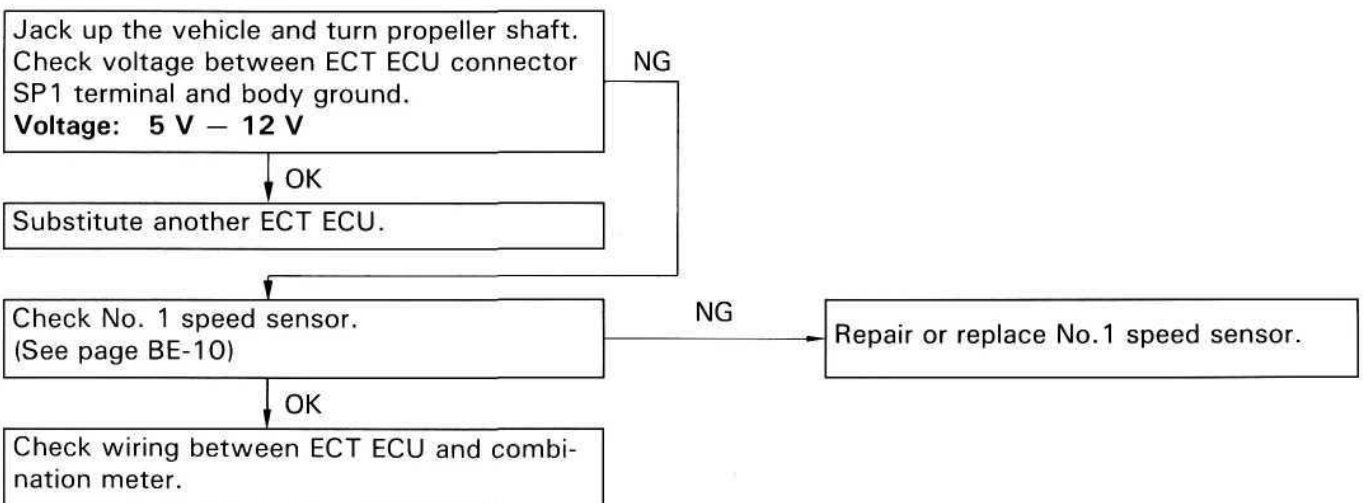 Jack up the vehicle and turn propeller shaft.
Check voltage between ECT ECU connector
SP1 terminal and body ground.
Voltage: 5 V — 12 V
NG
OK
Substitute another ECT ECU.
Check No. 1 speed sensor.
(See page BE-10)
NG
Repair or replace No.1 speed sensor.
OK
Check wiring between ECT ECU and combi-
nation meter.